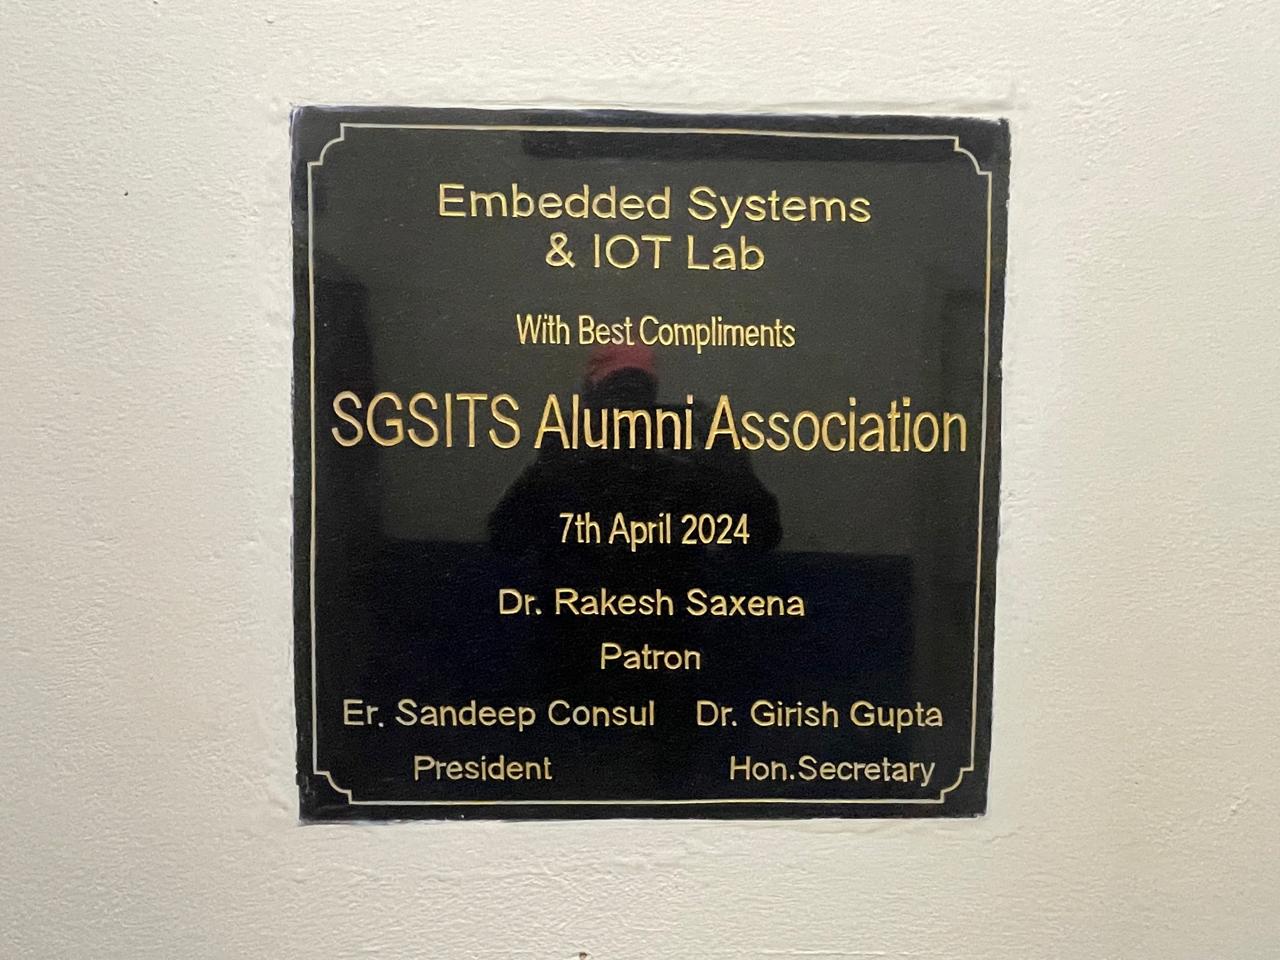 Embedded Systems
& IOT Lab
With Best Compliments
SGSITS Alumni Association
7th April 2024
Dr. Rakesh Saxena
Patron
Er. Sandeep Consul Dr. Girish Gupta
President Hon.Secretary